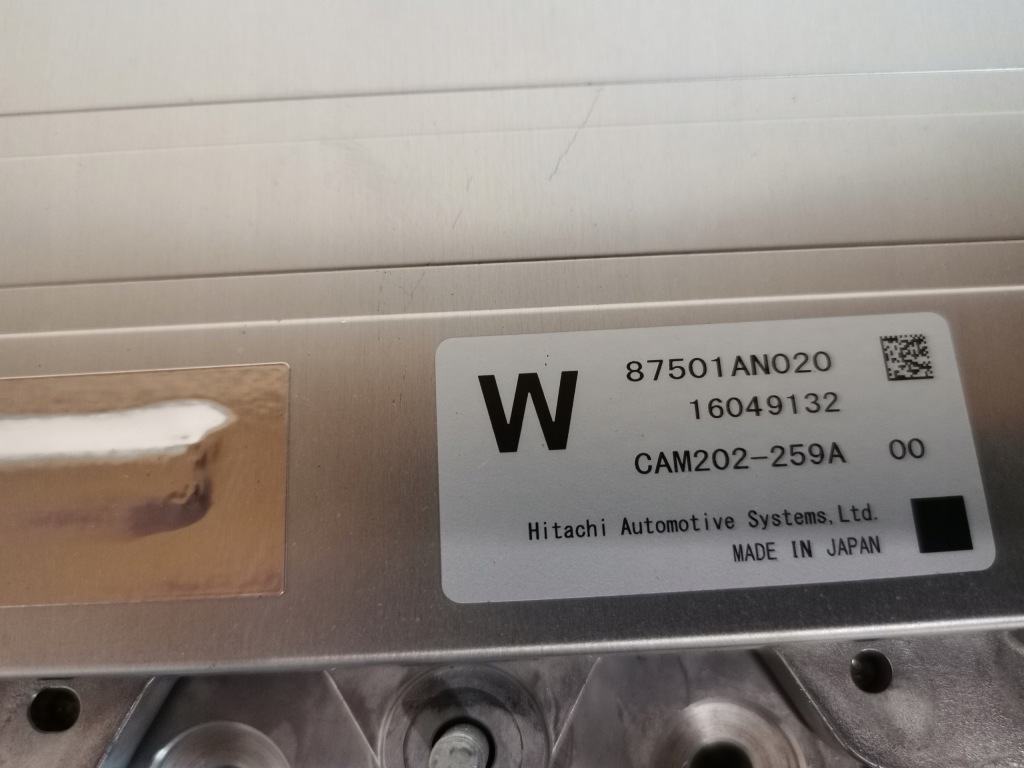 W
87501AN020
16049132
CAM202-259A 00
Hitachi Automotive Systems,Ltd.
MADE IN JAPAN